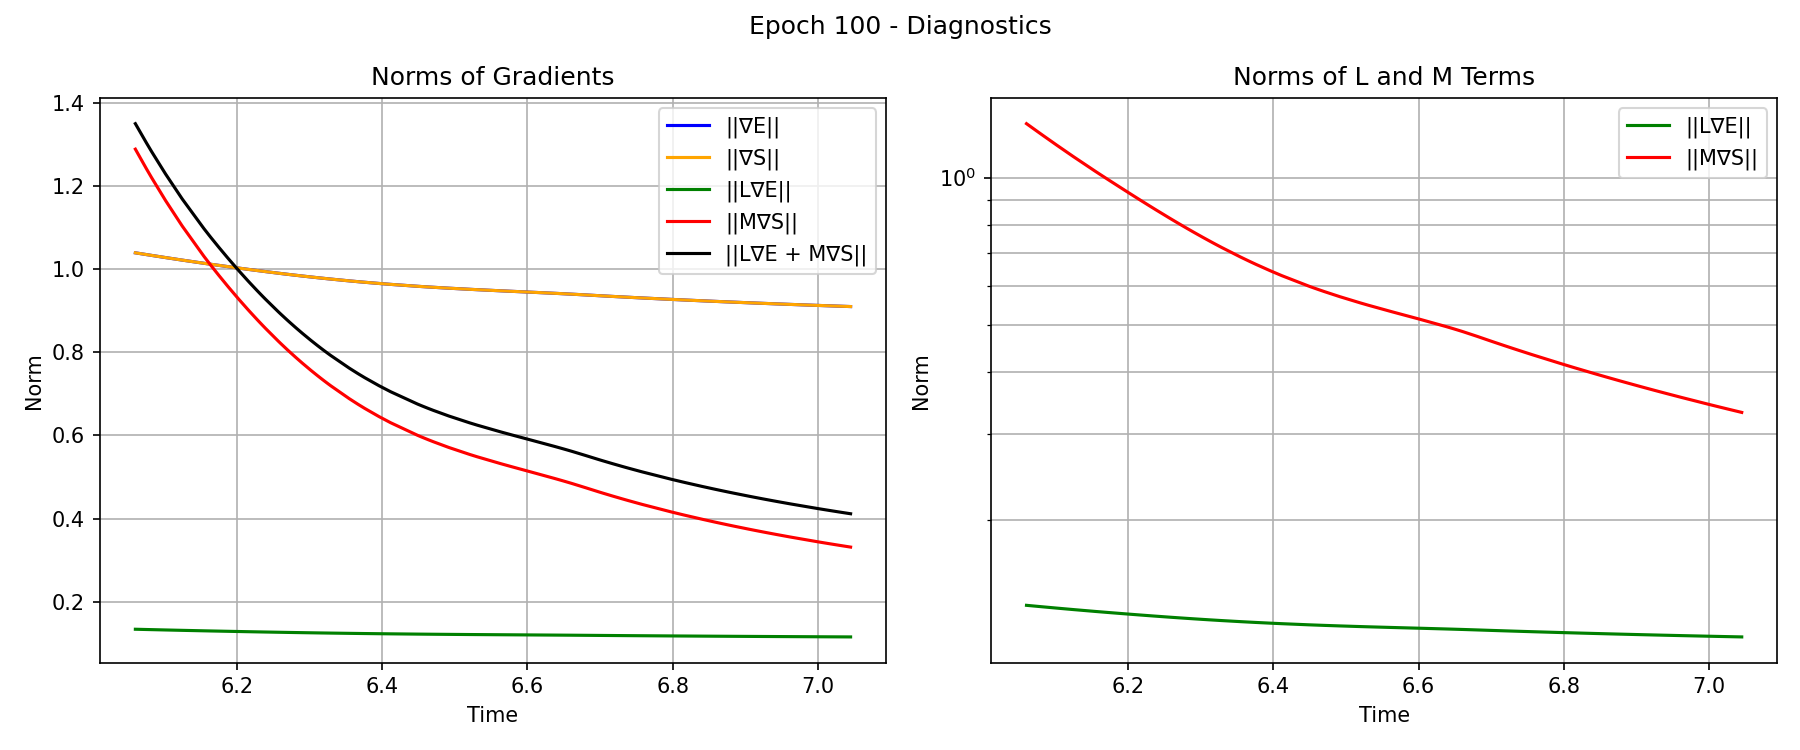 Epoch 100 - Diagnostics
Norms of Gradients
1.4
1.2
1.0
0.8
0.6
0.4
0.2
Norm
||∇E||
||∇S||
||L∇E||
||M∇S||
||L∇E + M∇S||
6.2
6.4
6.6
6.8
7.0
Time
Norms of L and M Terms
10⁰
Norm
||L∇E||
||M∇S||
6.2
6.4
6.6
6.8
7.0
Time